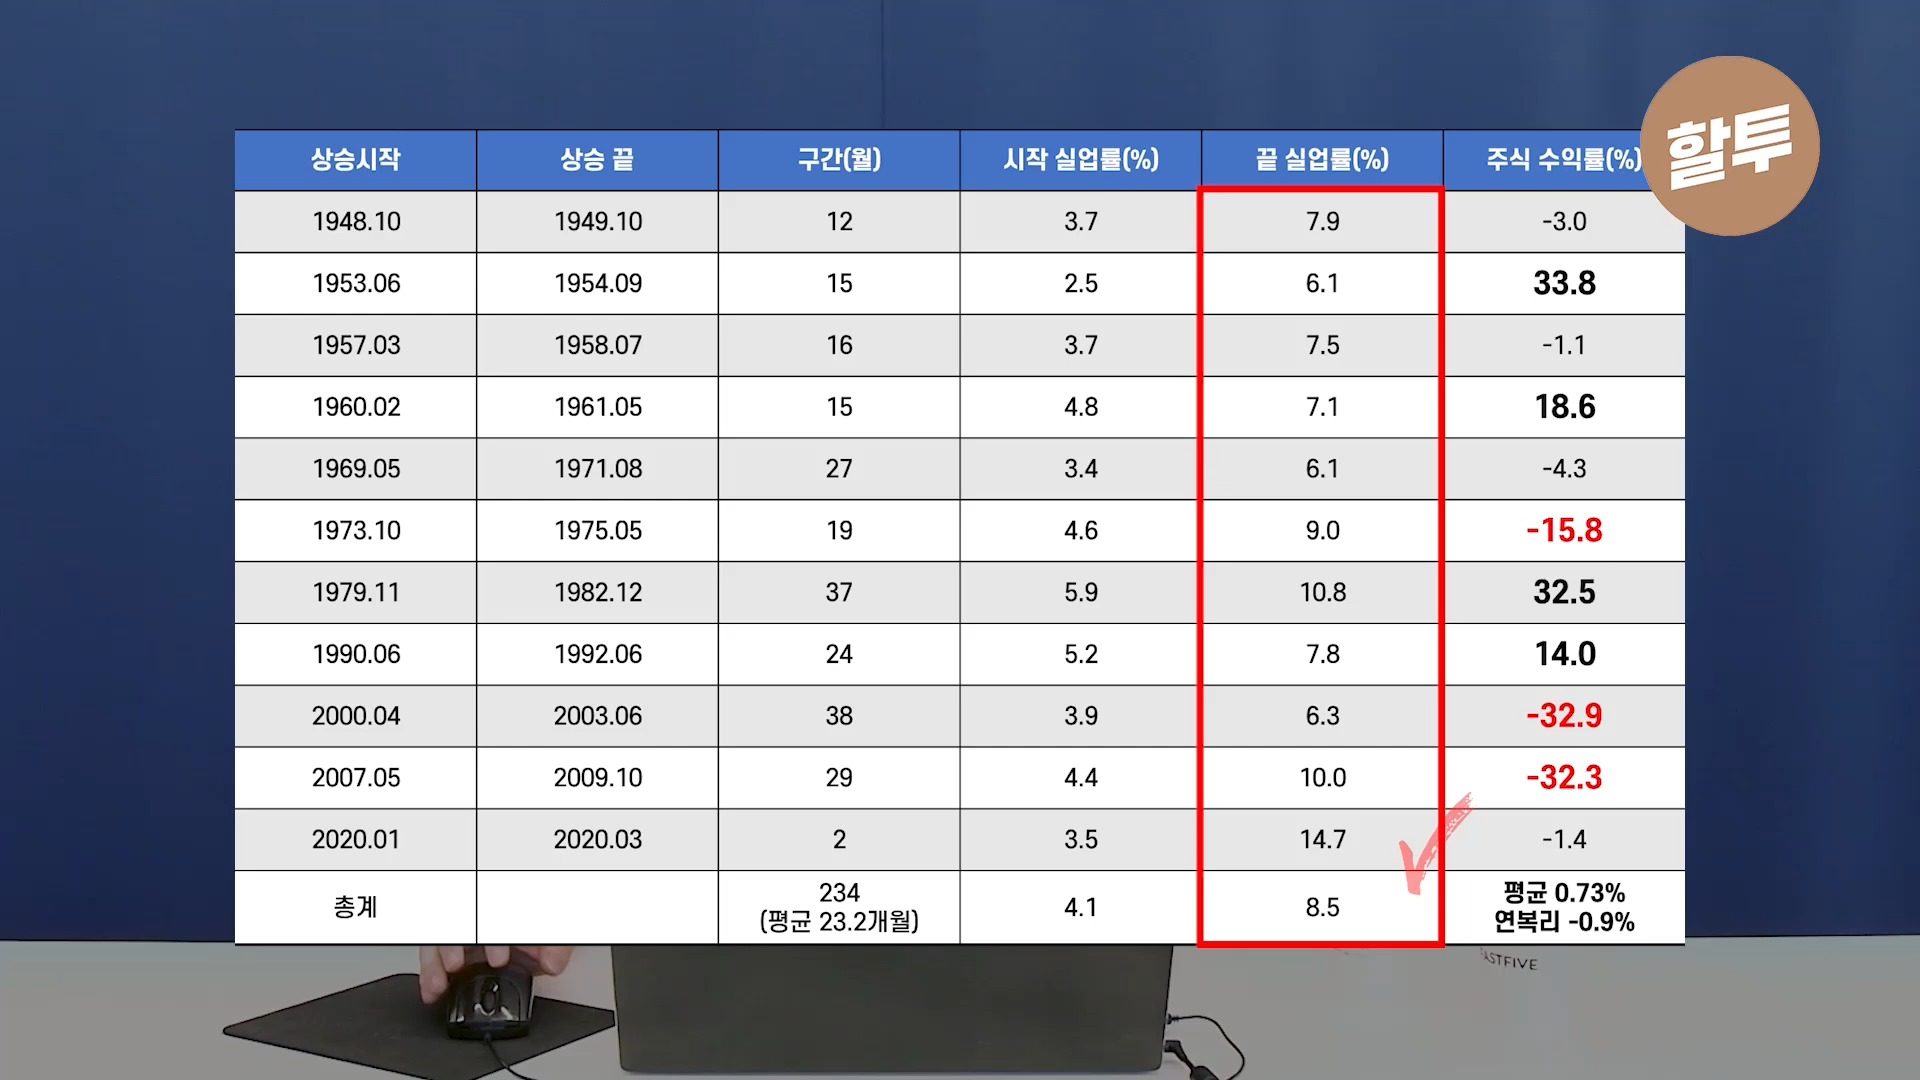 할투
상승시작 상승 끝 구간(월) 시작 실업률(%) 끝 실업률(%) 주식 수익률(%)
1948.10 1949.10 12 3.7 7.9 -3.0
1953.06 1954.09 15 2.5 6.1 33.8
1957.03 1958.07 16 3.7 7.5 -1.1
1960.02 1961.05 15 4.8 7.1 18.6
1969.05 1971.08 27 3.4 6.1 -4.3
1973.10 1975.05 19 4.6 9.0 -15.8
1979.11 1982.12 37 5.9 10.8 32.5
1990.06 1992.06 24 5.2 7.8 14.0
2000.04 2003.06 38 3.9 6.3 -32.9
2007.05 2009.10 29 4.4 10.0 -32.3
2020.01 2020.03 2 3.5 14.7 -1.4
총계 234 4.1 8.5 평균 0.73%
(평균 23.2개월) 연복리 -0.9%